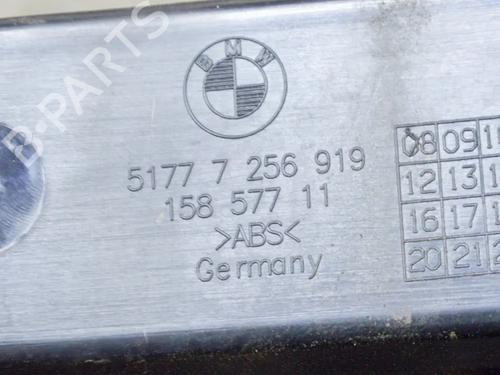 B-PARTS
BMW
5177 7 256 919
158 577 11
>ABS<
Germany
08 09
12 13
16 17
20 21
B-PARTS